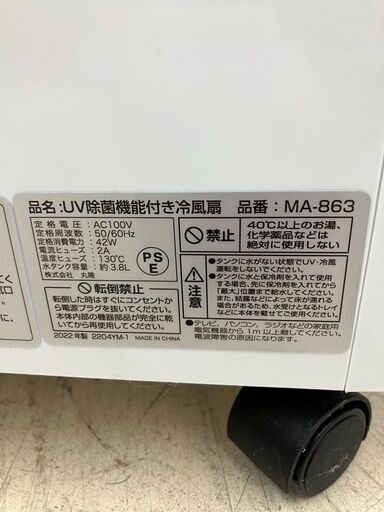 品名:UV除菌機能付き冷風扇　品番：MA-863
定格電圧：AC100V
定格周波数：50/60Hz
定格消費電力：42W
電流ヒューズ：2A
温度ヒューズ：130℃
水タンク容量：約3.8L
株式会社 丸隆
PS
E
禁止
40℃以上のお湯、
化学薬品などは
絶対に使用しない
転倒禁止
転倒した時はすぐにコンセントか
ら電源プラグを抜いてください。
本体内部の機器部品が完全に乾
いてから再使用してください。
2022年製 2204YM-1 MADE IN CHINA
注意
●タンクに水がない状態でUV・冷風
運転をしないでください。
●タンクに水と保冷剤を入れて使用
する場合、先に保冷剤を入れてから
「最大」位置まで給水してください。
また、結露などによって床が濡れる
場合があるので、水受けとなるトレイ
などに本体を載せてご使用ください。
●テレビ、パソコン、ラジオなどの家庭用
電気機器から1m以上離してください。
電波障害の原因になります。